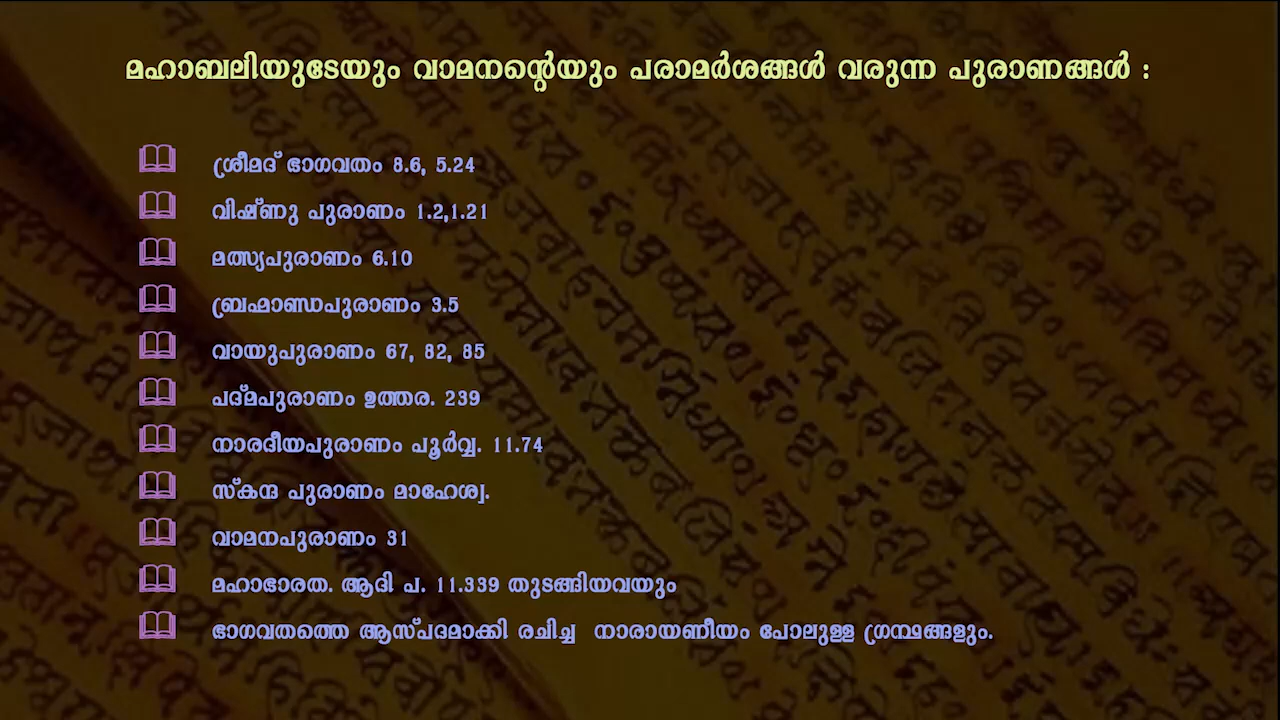 മഹാബലിയുടേയും വാമനന്റെയും പരാമർശങ്ങൾ വരുന്ന പുരാണങ്ങൾ :
ശ്രീമദ് ഭാഗവതം 8.6, 5.24
വിഷ്ണു പുരാണം 1.2,1.21
മത്സ്യപുരാണം 6.10
ബ്രഹ്മാണ്ഡപുരാണം 3.5
വായുപുരാണം 67, 82, 85
പദ്മപുരാണം ഉത്തര. 239
നാരദീയപുരാണം പൂർവ്വ. 11.74
സ്കന്ദ പുരാണം മാഹേശ്വ.
വാമനപുരാണം 31
മഹാഭാരത. ആദി പ. 11.339 തുടങ്ങിയവയും
ഭാഗവതത്തെ ആസ്പദമാക്കി രചിച്ച നാരായണീയം പോലുള്ള ഗ്രന്ഥങ്ങളും.